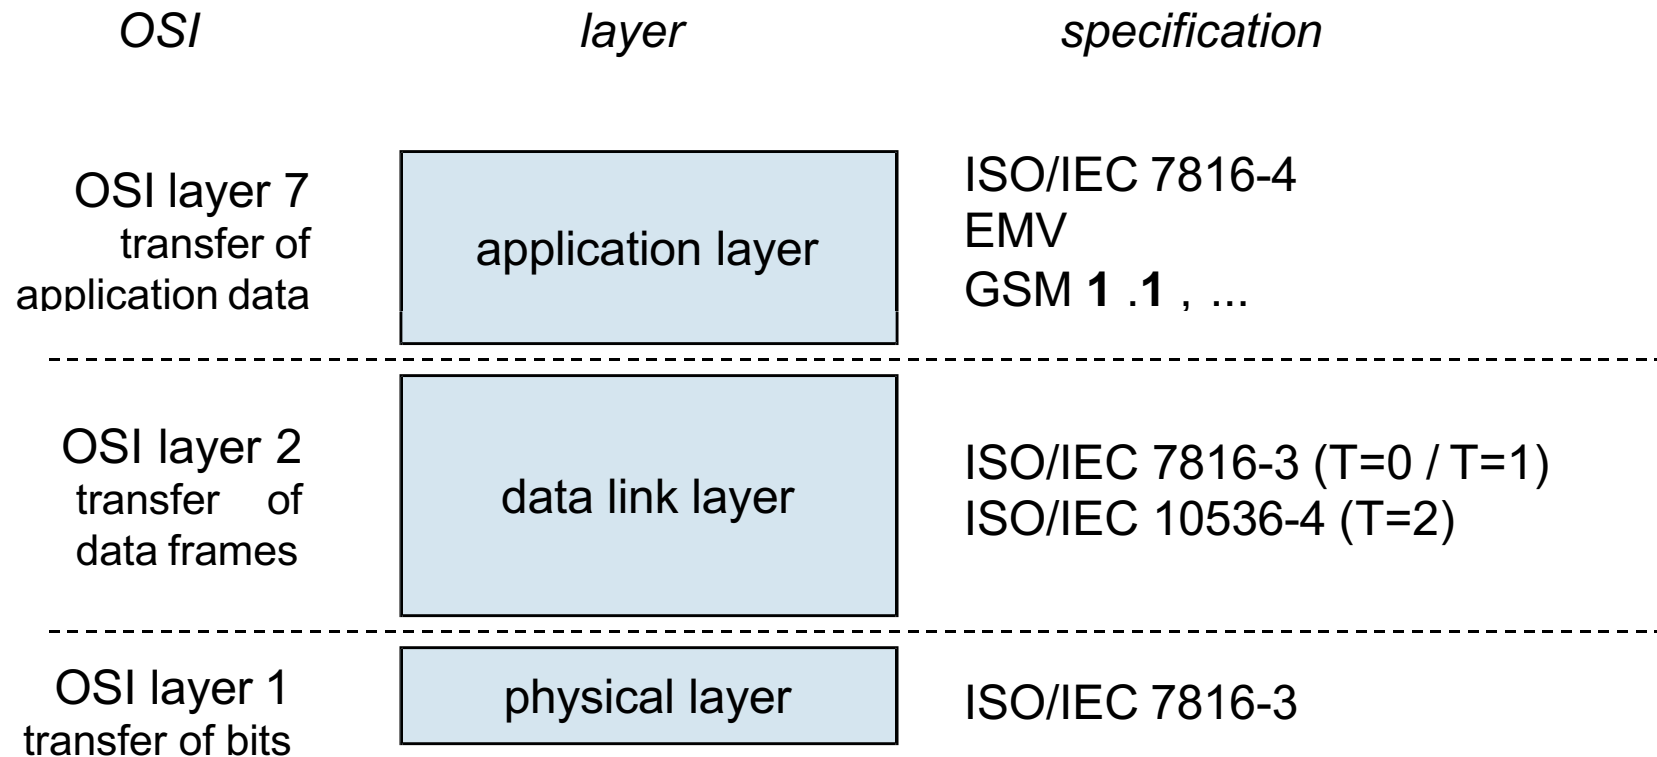 OSI layer specification
OSI layer 7
transfer of
application data
application layer
ISO/IEC 7816-4
EMV
GSM 1 .1 , ...
OSI layer 2
transfer of
data frames
data link layer
ISO/IEC 7816-3 (T=0 / T=1)
ISO/IEC 10536-4 (T=2)
OSI layer 1
transfer of bits
physical layer
ISO/IEC 7816-3